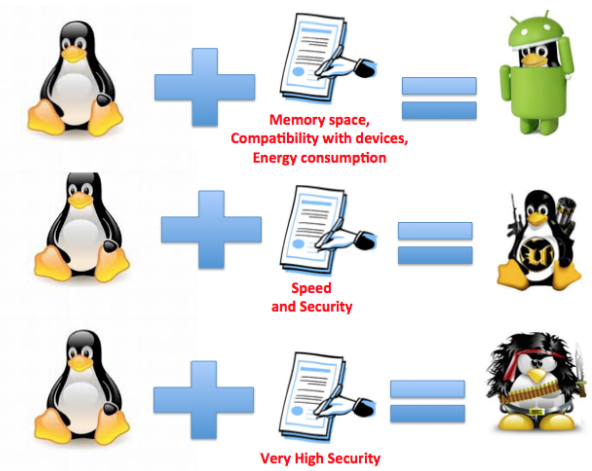 Memory space,
Compatibility with devices,
Energy consumption
Speed
and Security
Very High Security